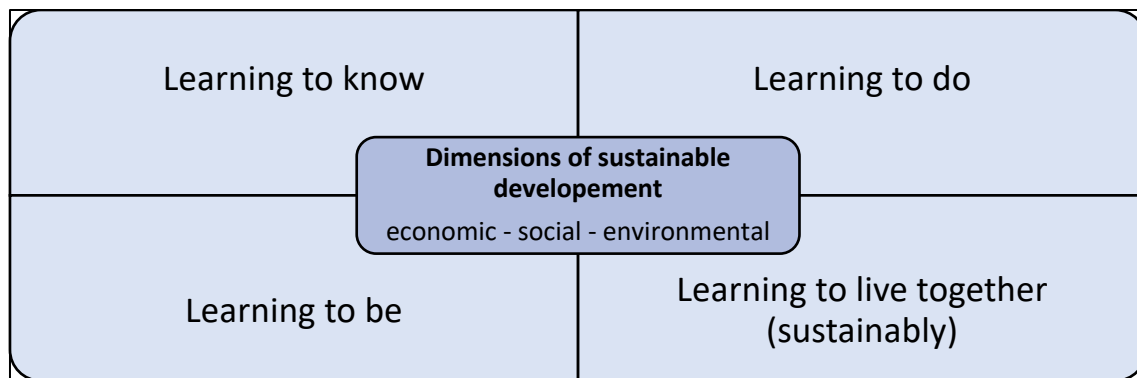 Learning to know
Learning to do
Dimensions of sustainable
developement
economic - social - environmental
Learning to be
Learning to live together
(sustainably)